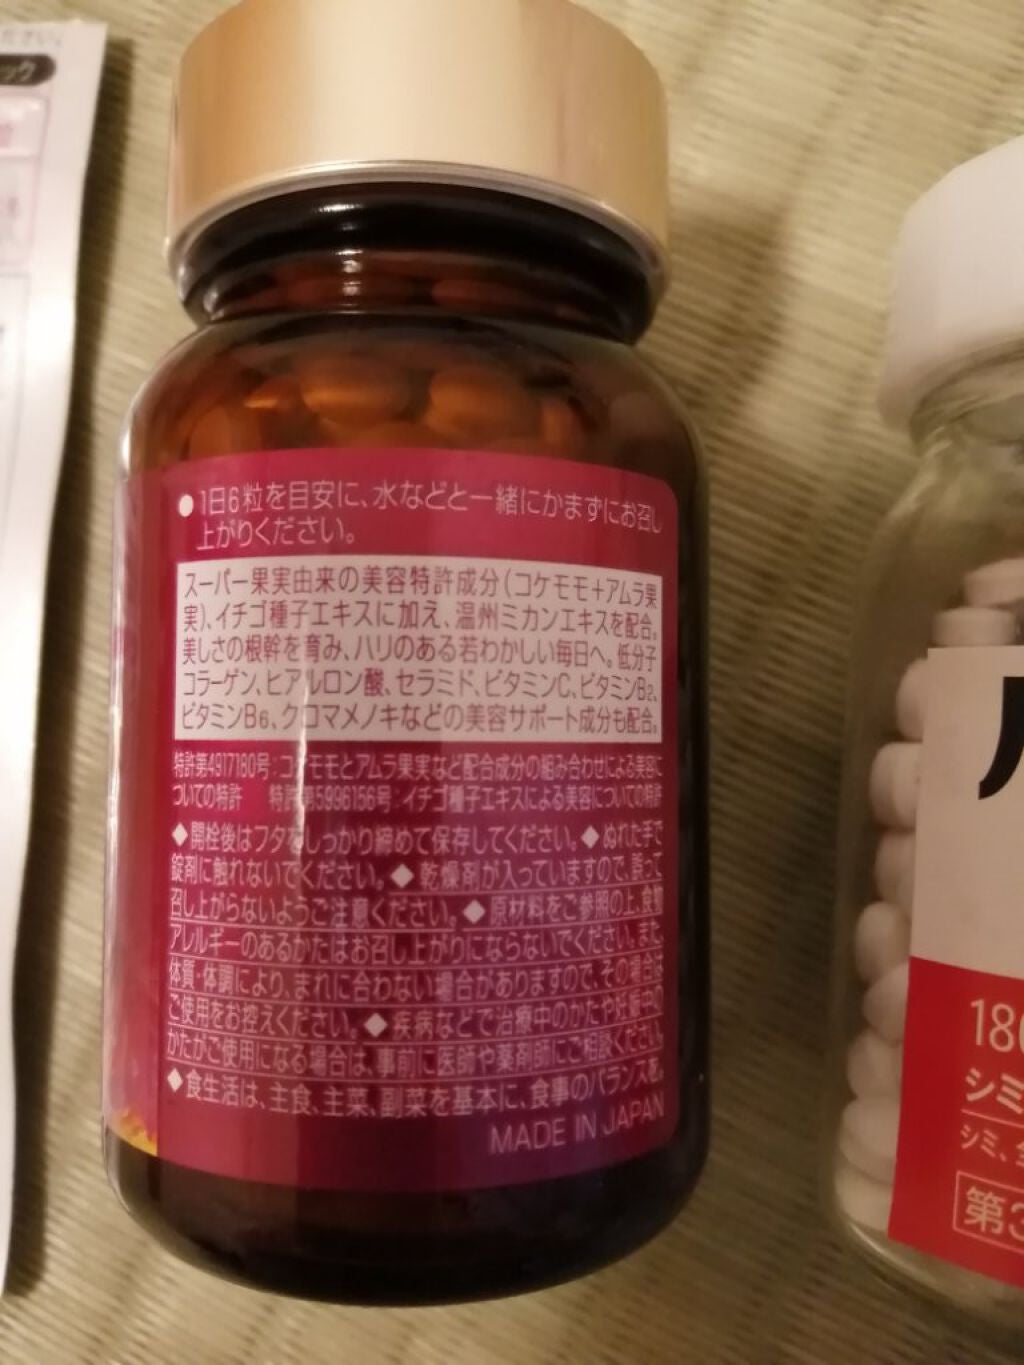 ●1日6粒を目安に、水などと一緒にかまずにお召し
上がりください。
スーパー果実由来の美容特許成分(コケモモ+アムラ果
実)、イチゴ種子エキスに加え、温州ミカンエキスを配合。
美しさの根幹を育み、ハリのある若わかしい毎日へ。低分子
コラーゲン、ヒアルロン酸、セラミド、ビタミンC、ビタミンB2、
ビタミンB6、クロマメノキなどの美容サポート成分も配合。
特許第4917180号:コケモモとアムラ果実など配合成分の組み合わせによる美容に
ついての特許 特許第5996156号:イチゴ種子エキスによる美容についての特許
◆開栓後はフタをしっかり締めて保存してください。◆ぬれた手で
錠剤に触れないでください。◆乾燥剤が入っていますので、誤って
召し上がらないようご注意ください。◆原材料をご参照の上、食物
アレルギーのあるかたはお召し上がりにならないでください。また、
体質・体調により、まれに合わない場合がありますので、その場合は
ご使用をお控えください。◆疾病などで治療中のかたや妊娠中の
かたがご使用になる場合は、事前に医師や薬剤師にご相談ください。
◆食生活は、主食、主菜、副菜を基本に、食事のバランスを。
MADE IN JAPAN
ック
180
シミ
シミ、
第3